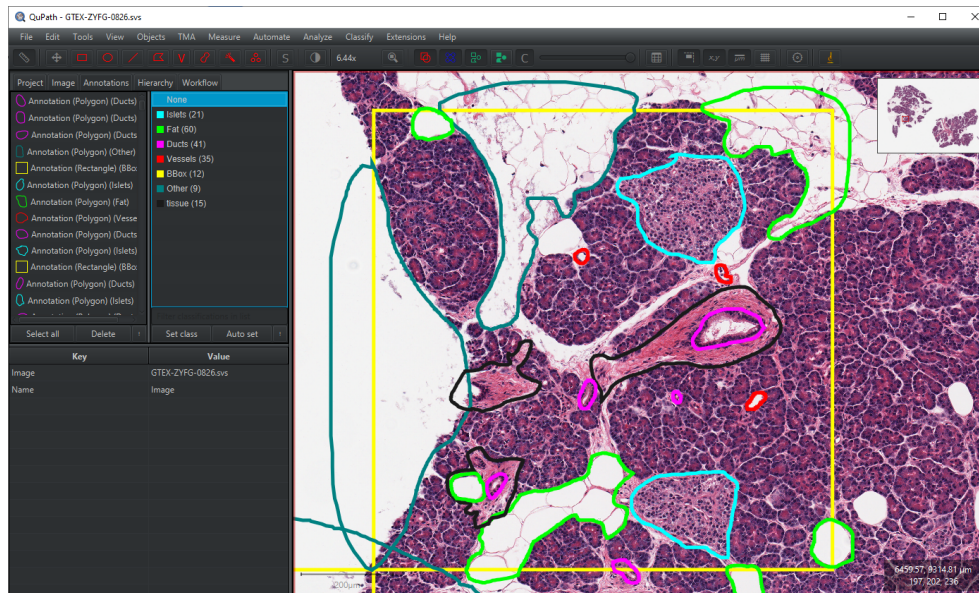 QuPath - GTEX-ZYFG-0826.svs
File Edit Tools View Objects TMA Measure Automate Analyze Classify Extensions Help
S 6.44x C x,y
Project Image Annotations Hierarchy Workflow
Annotation (Polygon) (Ducts)
Annotation (Polygon) (Ducts)
Annotation (Polygon) (Ducts
Annotation (Polygon) (Other)
Annotation (Rectangle) (BBo:
Annotation (Polygon) (Islets)
Annotation (Polygon) (Fat)
Annotation (Polygon) (Vesse
Annotation (Polygon) (Ducts
Annotation (Polygon) (Islets)
Annotation (Rectangle) (BBo:
Annotation (Polygon) (Ducts)
Annotation (Polygon) (Islets)
None
Islets (21)
Fat (60)
Ducts (41)
Vessels (35)
BBox (12)
Other (9)
tissue (15)
Select all Delete Set class Auto set
Key Value
Image GTEX-ZYFG-0826.svs
Name Image
200µm
6459.57, 9314.81 µm
197, 202, 236